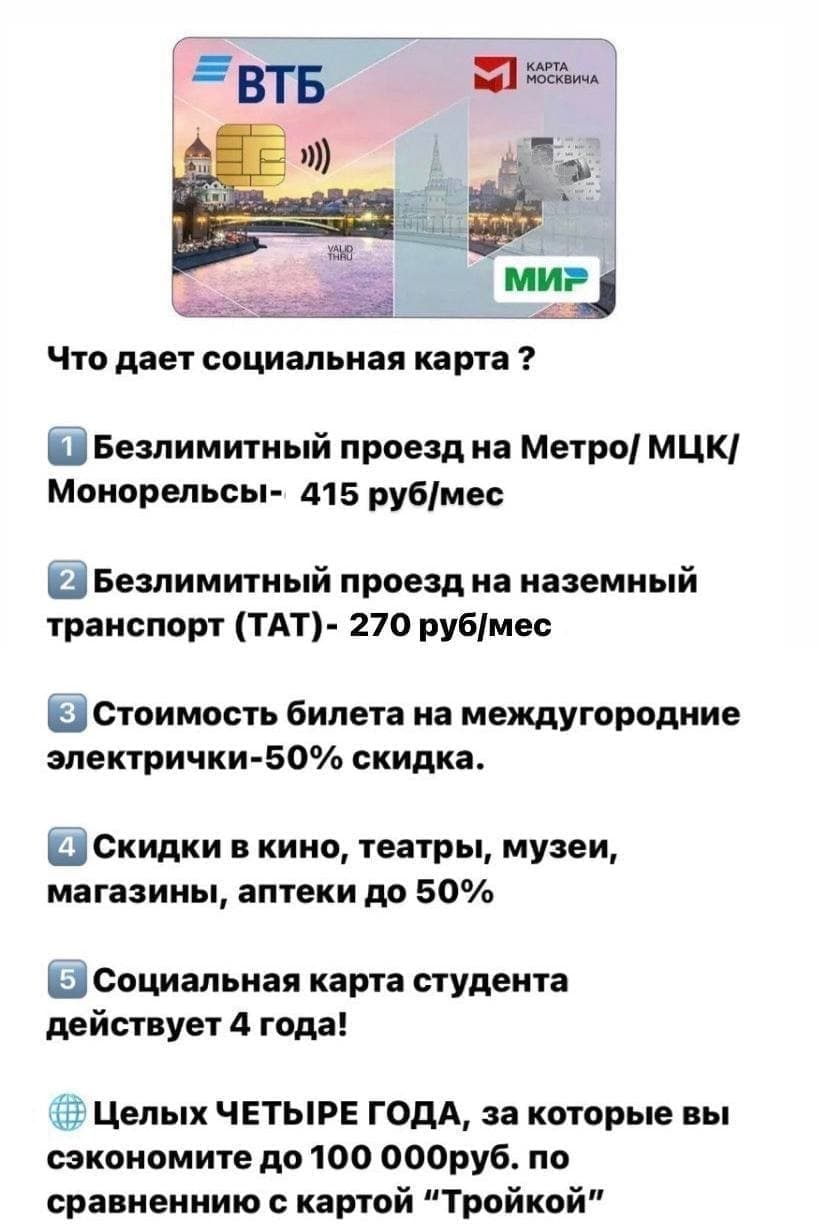 ВТБ
КАРТА
МОСКВИЧА
VALID
THRU
МИР
Что дает социальная карта ?
1 Безлимитный проезд на Метро/ МЦК/
Монорельсы- 415 руб/мес
2 Безлимитный проезд на наземный
транспорт (ТАТ)- 270 руб/мес
3 Стоимость билета на междугородние
электрички-50% скидка.
4 Скидки в кино, театры, музеи,
магазины, аптеки до 50%
5 Социальная карта студента
действует 4 года!
Целых ЧЕТЫРЕ ГОДА, за которые вы
сэкономите до 100 000руб. по
сравненнию с картой “Тройкой”